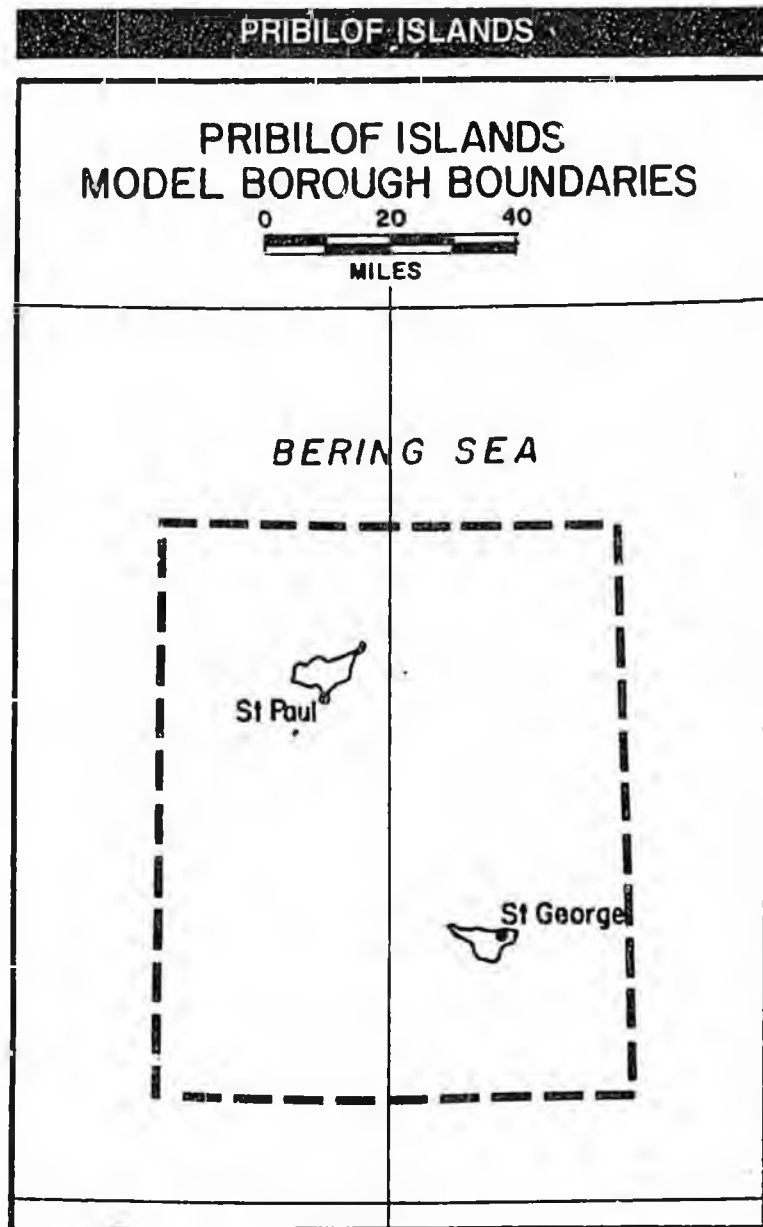 PRIBILOF ISLANDS
PRIBILOF ISLANDS
MODEL BOROUGH BOUNDARIES
0 20 40
MILES
BERING SEA
St Paul
St George